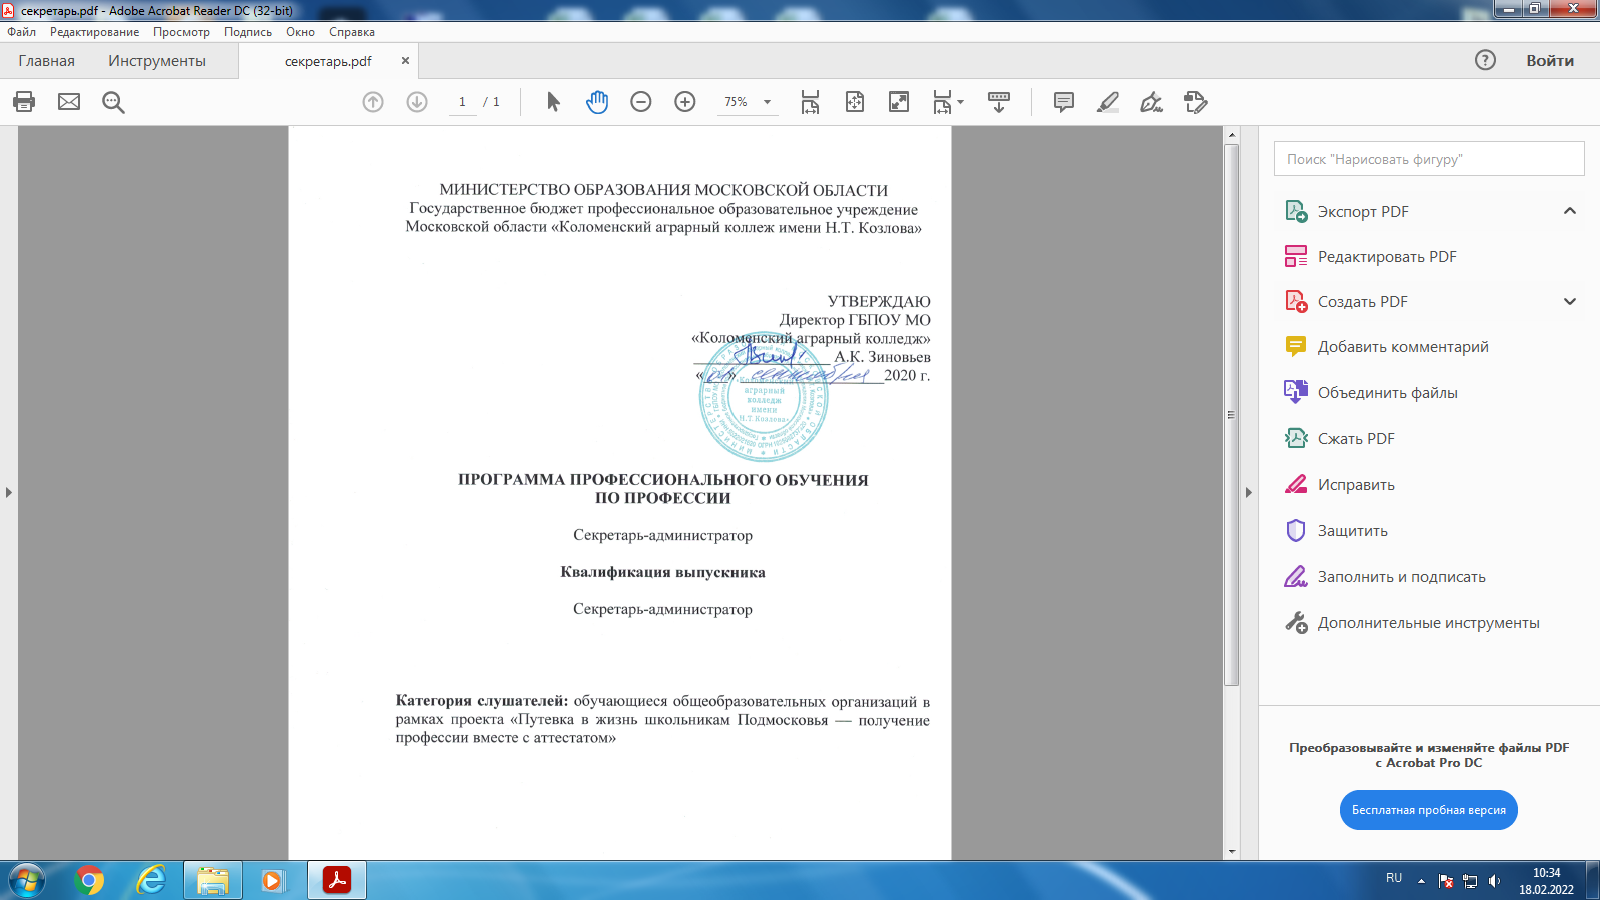 секретарь.pdf - Adobe Acrobat Reader DC (32-bit)
Файл Редактирование Просмотр Подпись Окно Справка
Главная Инструменты секретарь.pdf × Войти
1 / 1 75%
МИНИСТЕРСТВО ОБРАЗОВАНИЯ МОСКОВСКОЙ ОБЛАСТИ
Государственное бюджет профессиональное образовательное учреждение
Московской области «Коломенский аграрный коллеж имени Н.Т. Козлова»
УТВЕРЖДАЮ
Директор ГБПОУ МО
«Коломенский аграрный колледж»
А.К. Зиновьев
« » сентября 2020 г.
«Коломенский
аграрный
колледж
имени
Н.Т. Козлова»
ПРОГРАММА ПРОФЕССИОНАЛЬНОГО ОБУЧЕНИЯ
ПО ПРОФЕССИИ
Секретарь-администратор
Квалификация выпускника
Секретарь-администратор
Категория слушателей: обучающиеся общеобразовательных организаций в
рамках проекта «Путевка в жизнь школьникам Подмосковья — получение
профессии вместе с аттестатом»
Поиск "Нарисовать фигуру"
Экспорт PDF
Редактировать PDF
Создать PDF
Добавить комментарий
Объединить файлы
Сжать PDF
Исправить
Защитить
Заполнить и подписать
Дополнительные инструменты
Преобразовывайте и изменяйте файлы PDF
с Acrobat Pro DC
Бесплатная пробная версия
RU
10:34
18.02.2022